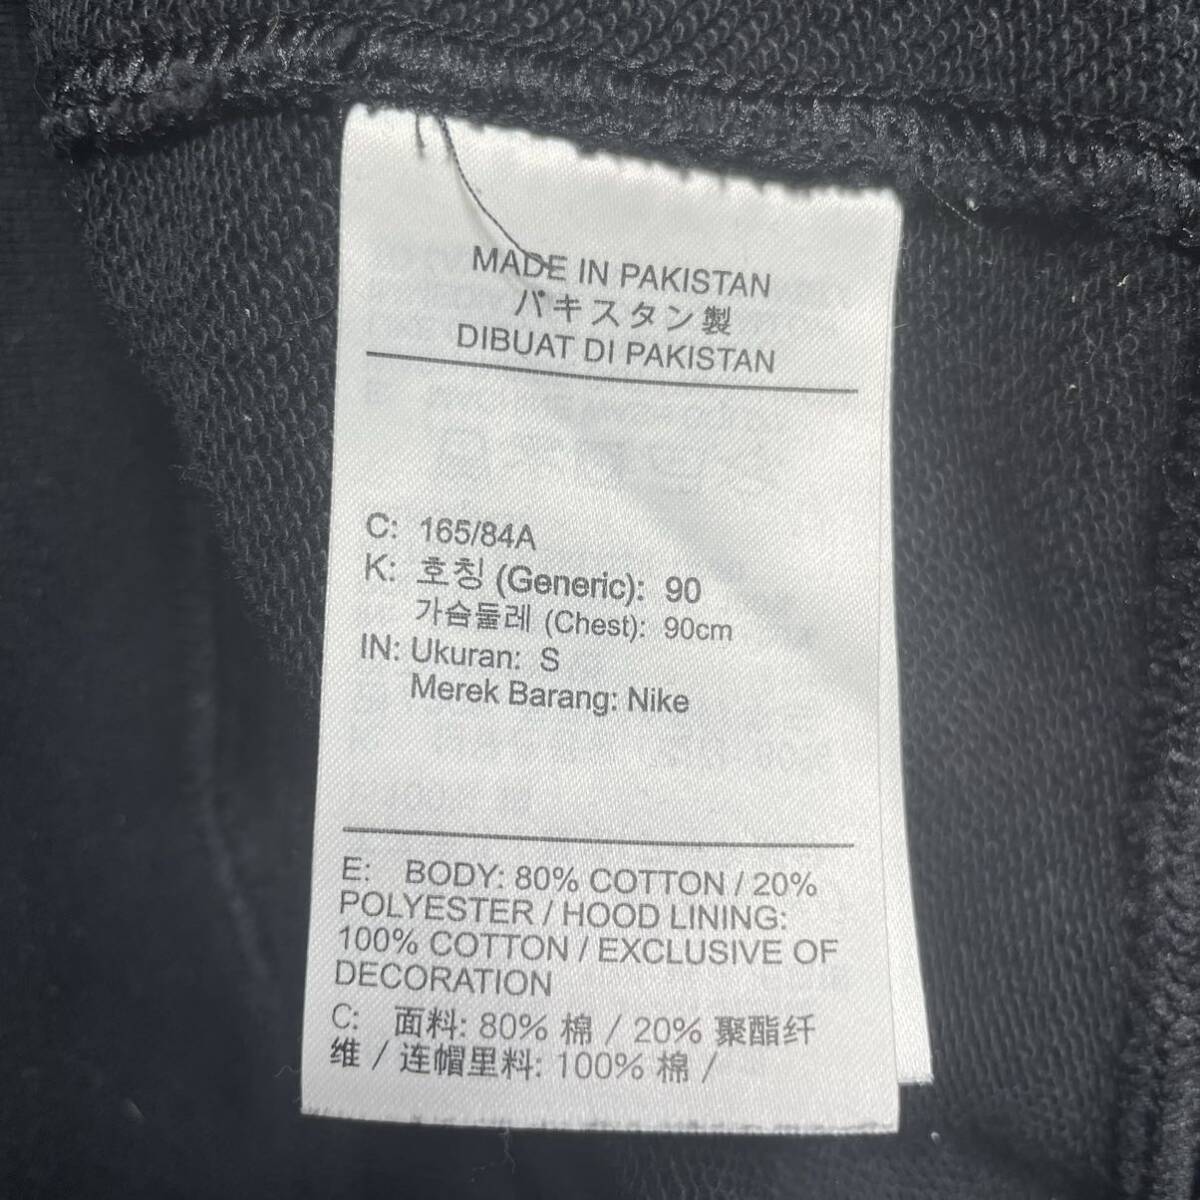 MADE IN PAKISTAN
パキスタン製
DIBUAT DI PAKISTAN
C: 165/84A
K: 호칭 (Generic): 90
가슴둘레 (Chest): 90cm
IN: Ukuran: S
Merek Barang: Nike
E: BODY: 80% COTTON / 20%
POLYESTER / HOOD LINING:
100% COTTON / EXCLUSIVE OF
DECORATION
C: 面料: 80% 棉 / 20% 聚酯纤
维 / 连帽里料: 100% 棉 /